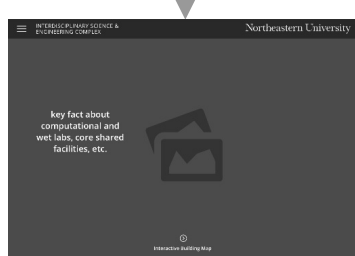 INTERDISCIPLINARY SCIENCE &
ENGINEERING COMPLEX
Northeastern University
key fact about
computational and
wet labs, core shared
facilities, etc.
Interactive Building Map